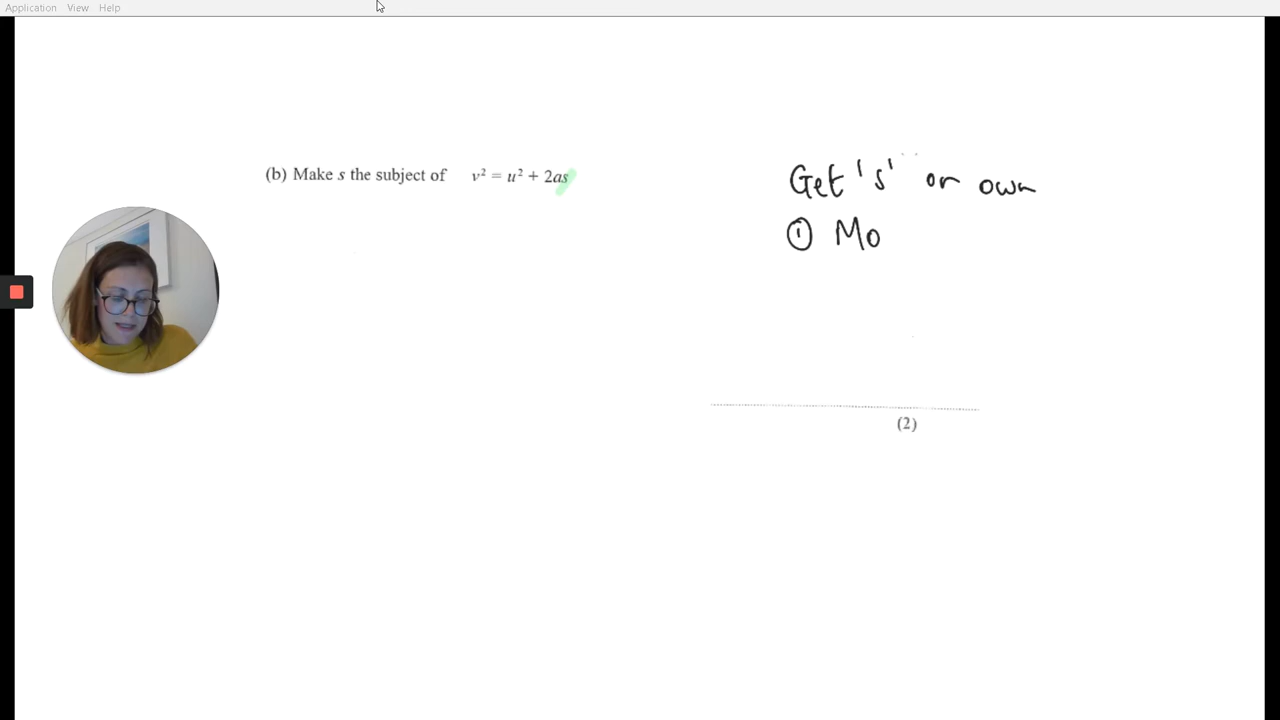 Application View Help
(b) Make s the subject of v² = u² + 2as
Get 's' on own
① Mo
(2)